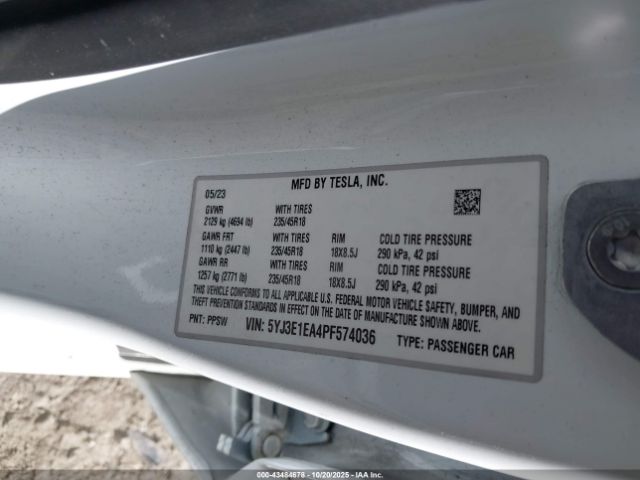 MFD BY TESLA, INC.
05/23
GVWR WITH TIRES
2129 kg (4694 lb) 235/45R18
GAWR FRT WITH TIRES RIM COLD TIRE PRESSURE
1110 kg (2447 lb) 235/45R18 18X8.5J 290 kPa, 42 psi
GAWR RR WITH TIRES RIM COLD TIRE PRESSURE
1257 kg (2771 lb) 235/45R18 18X8.5J 290 kPa, 42 psi
THIS VEHICLE CONFORMS TO ALL APPLICABLE U.S. FEDERAL MOTOR VEHICLE SAFETY, BUMPER, AND
THEFT PREVENTION STANDARDS IN EFFECT ON THE DATE OF MANUFACTURE SHOWN ABOVE.
PNT: PPSW VIN: 5YJ3E1EA4PF574036 TYPE: PASSENGER CAR
000-43484678 - 10/20/2025 - IAA Inc.